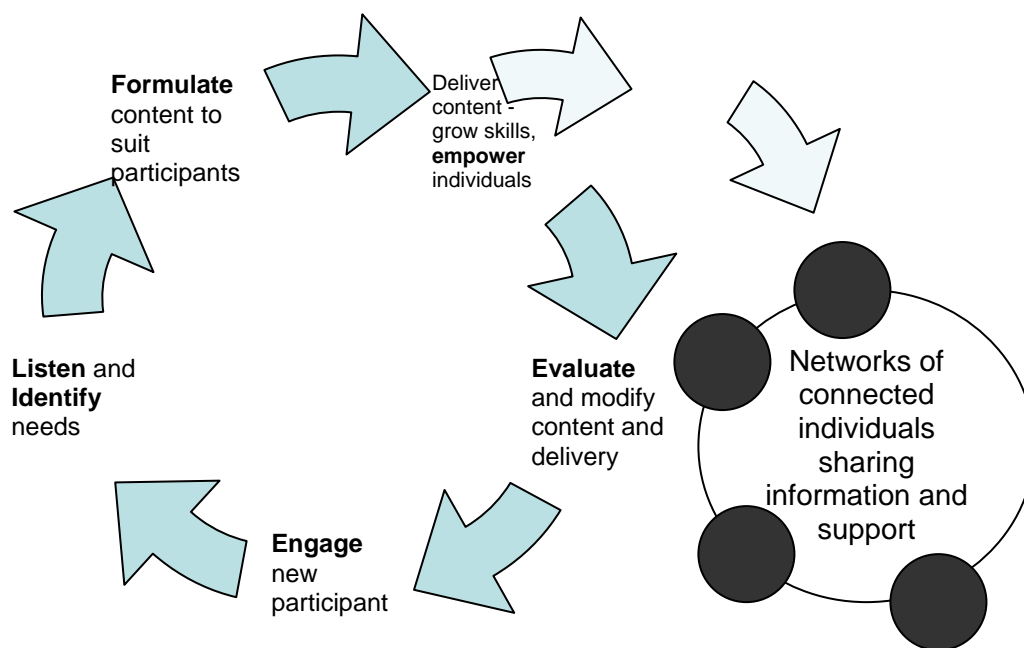 Formulate
content to
suit
participants
Deliver
content -
grow skills,
empower
individuals
Listen and
Identify
needs
Evaluate
and modify
content and
delivery
Engage
new
participant
Networks of
connected
individuals
sharing
information and
support